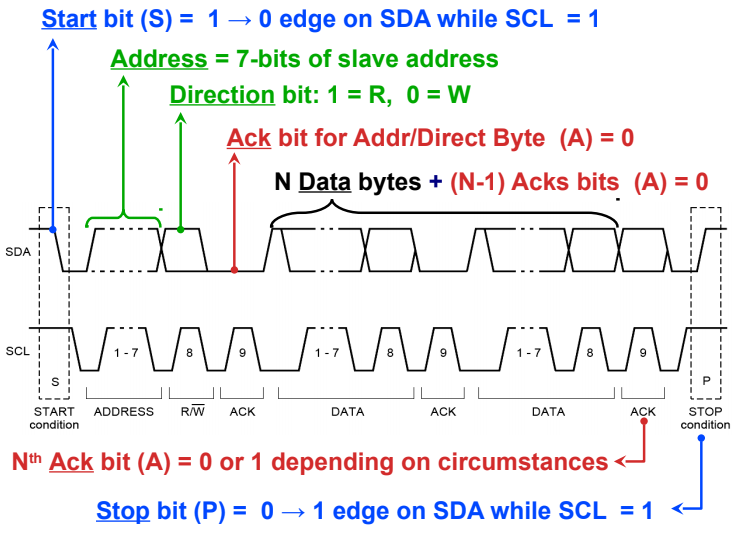 Start bit (S) = 1 → 0 edge on SDA while SCL = 1
Address = 7-bits of slave address
Direction bit: 1 = R, 0 = W
Ack bit for Addr/Direct Byte (A) = 0
N Data bytes + (N-1) Acks bits (A) = 0
SDA
SCL
1 - 7
8
9
1 - 7
8
9
1 - 7
8
9
S
P
START condition
ADDRESS
R/W̅
ACK
DATA
ACK
DATA
ACK
STOP condition
Nth Ack bit (A) = 0 or 1 depending on circumstances
Stop bit (P) = 0 → 1 edge on SDA while SCL = 1